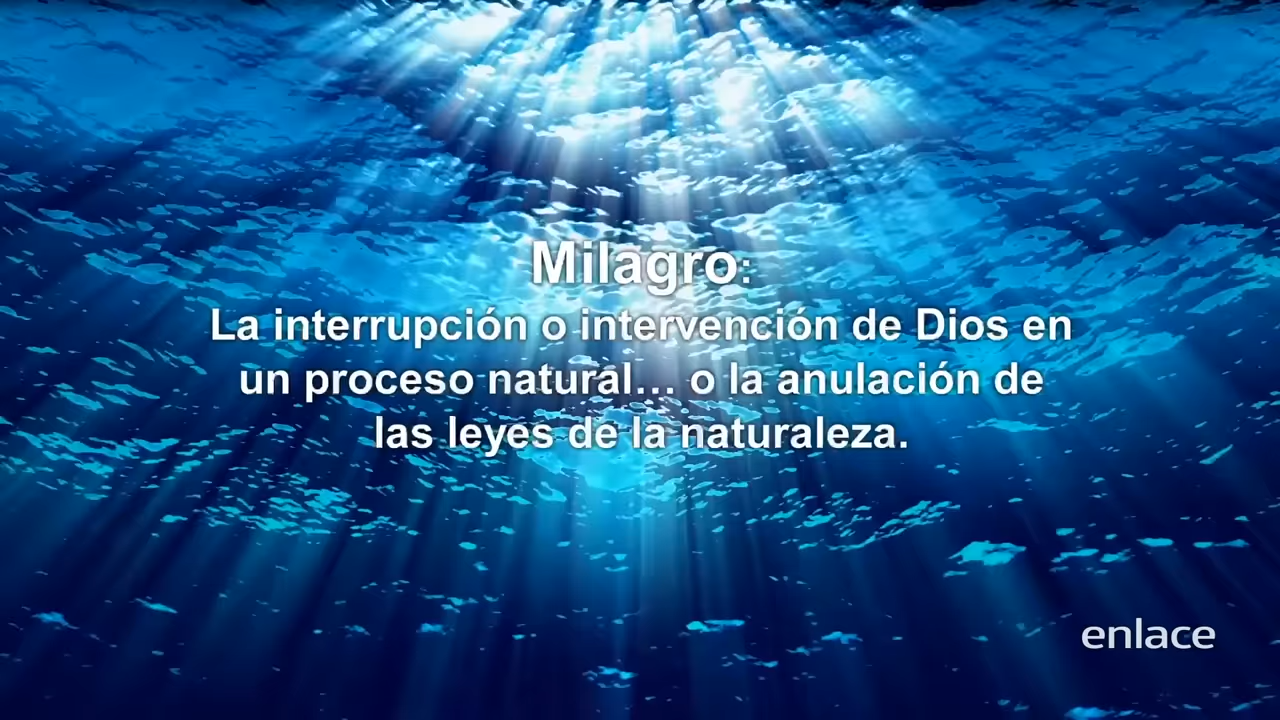 Milagro:
La interrupción o intervención de Dios en
un proceso natural... o la anulación de
las leyes de la naturaleza.
enlace